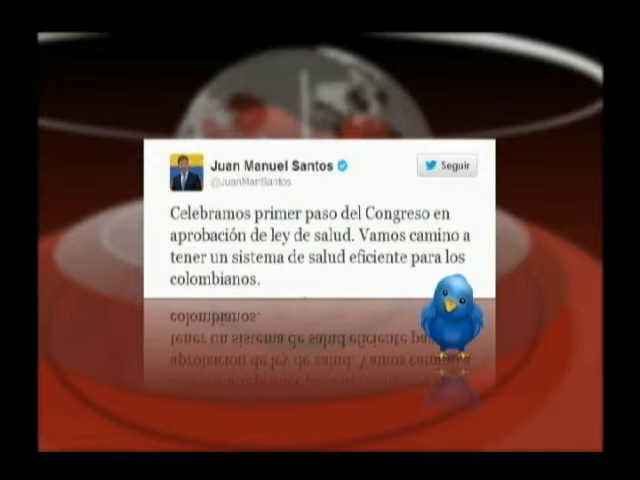 Juan Manuel Santos
@JuanManSantos
Seguir
Celebramos primer paso del Congreso en
aprobación de ley de salud. Vamos camino a
tener un sistema de salud eficiente para los
colombianos.